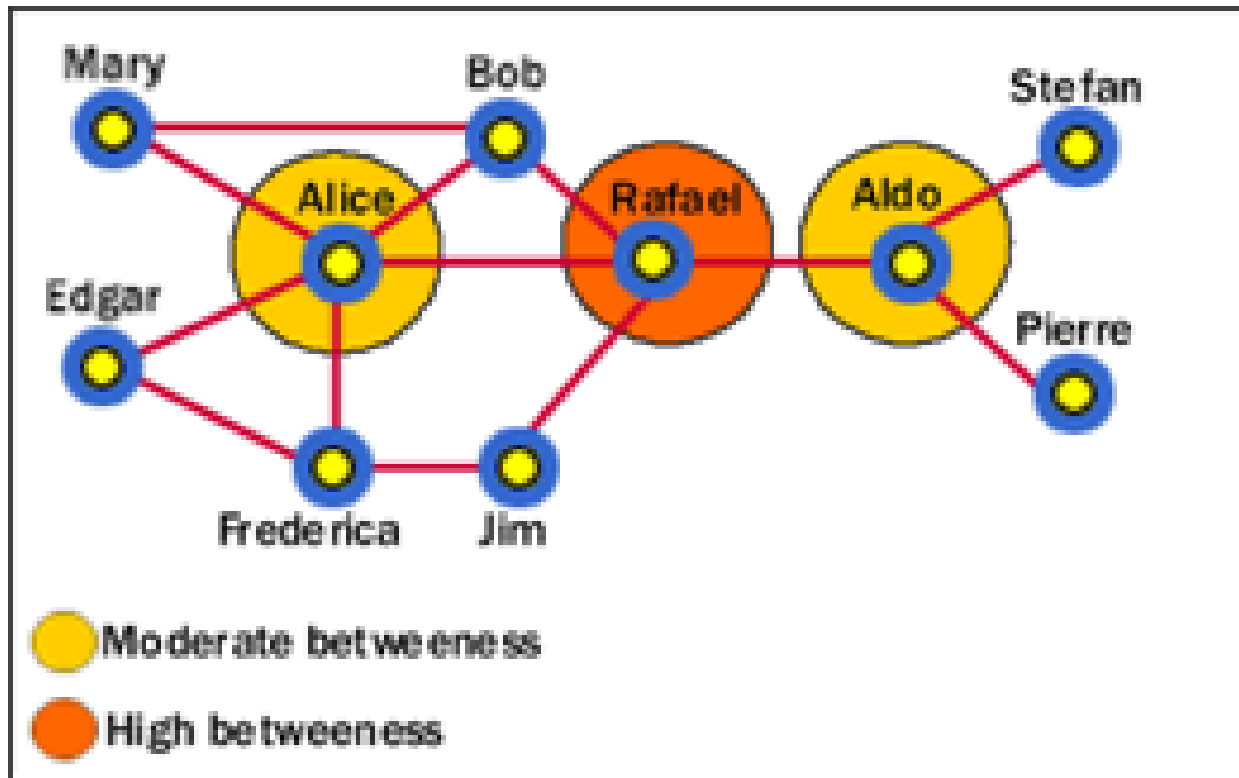 Mary
Bob
Stefan
Alice
Rafael
Aldo
Edgar
Pierre
Frederica
Jim
Moderate betweeness
High betweeness